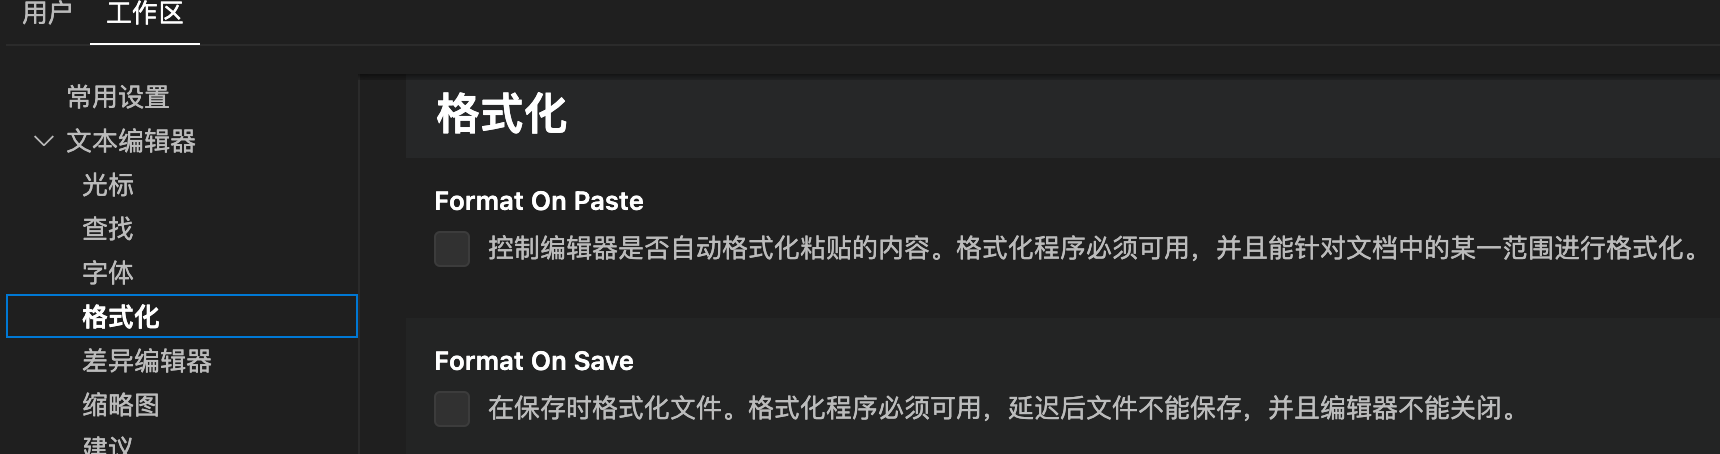 用户 工作区
常用设置
文本编辑器
光标
查找
字体
格式化
差异编辑器
缩略图
建议
格式化
Format On Paste
控制编辑器是否自动格式化粘贴的内容。格式化程序必须可用，并且能针对文档中的某一范围进行格式化。
Format On Save
在保存时格式化文件。格式化程序必须可用，延迟后文件不能保存，并且编辑器不能关闭。